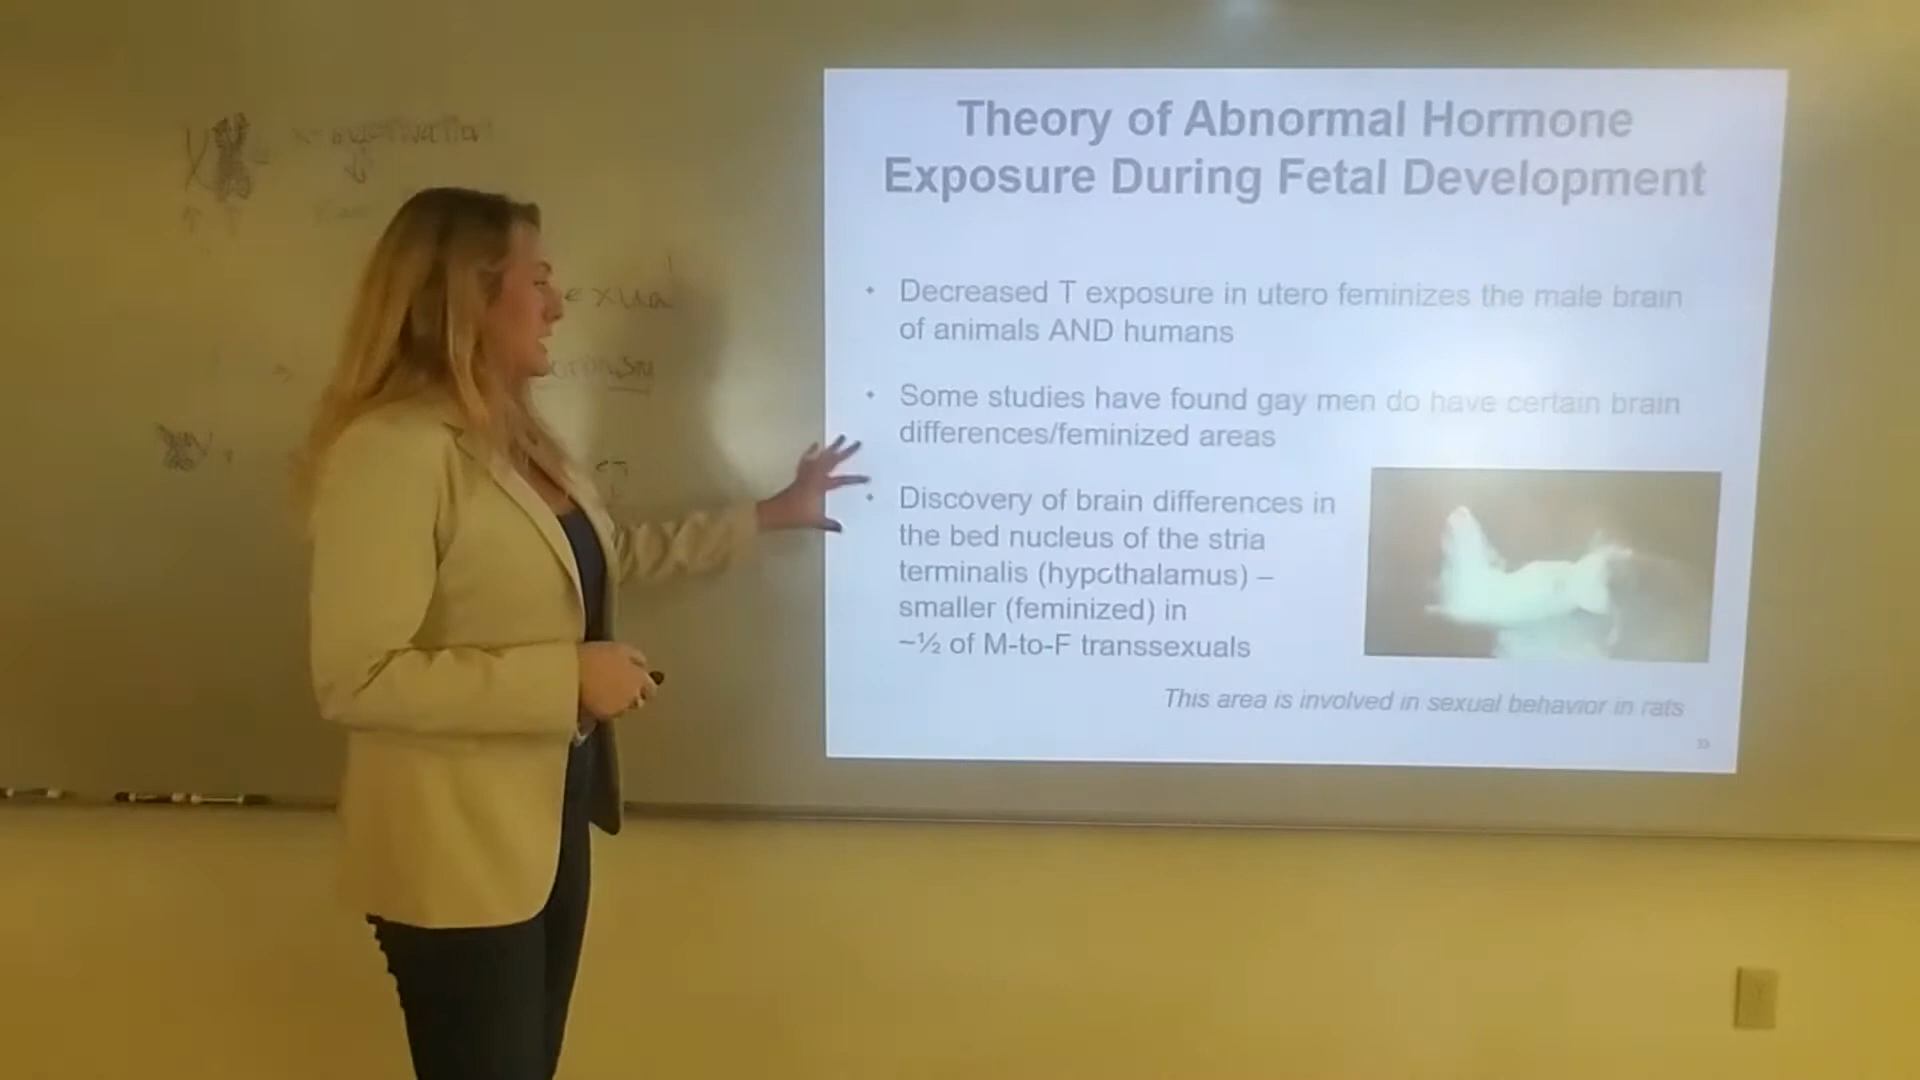 Theory of Abnormal Hormone
Exposure During Fetal Development
• Decreased T exposure in utero feminizes the male brain
of animals AND humans
• Some studies have found gay men do have certain brain
differences/feminized areas
• Discovery of brain differences in
the bed nucleus of the stria
terminalis (hypothalamus) –
smaller (feminized) in
~½ of M-to-F transsexuals
This area is involved in sexual behavior in rats
33